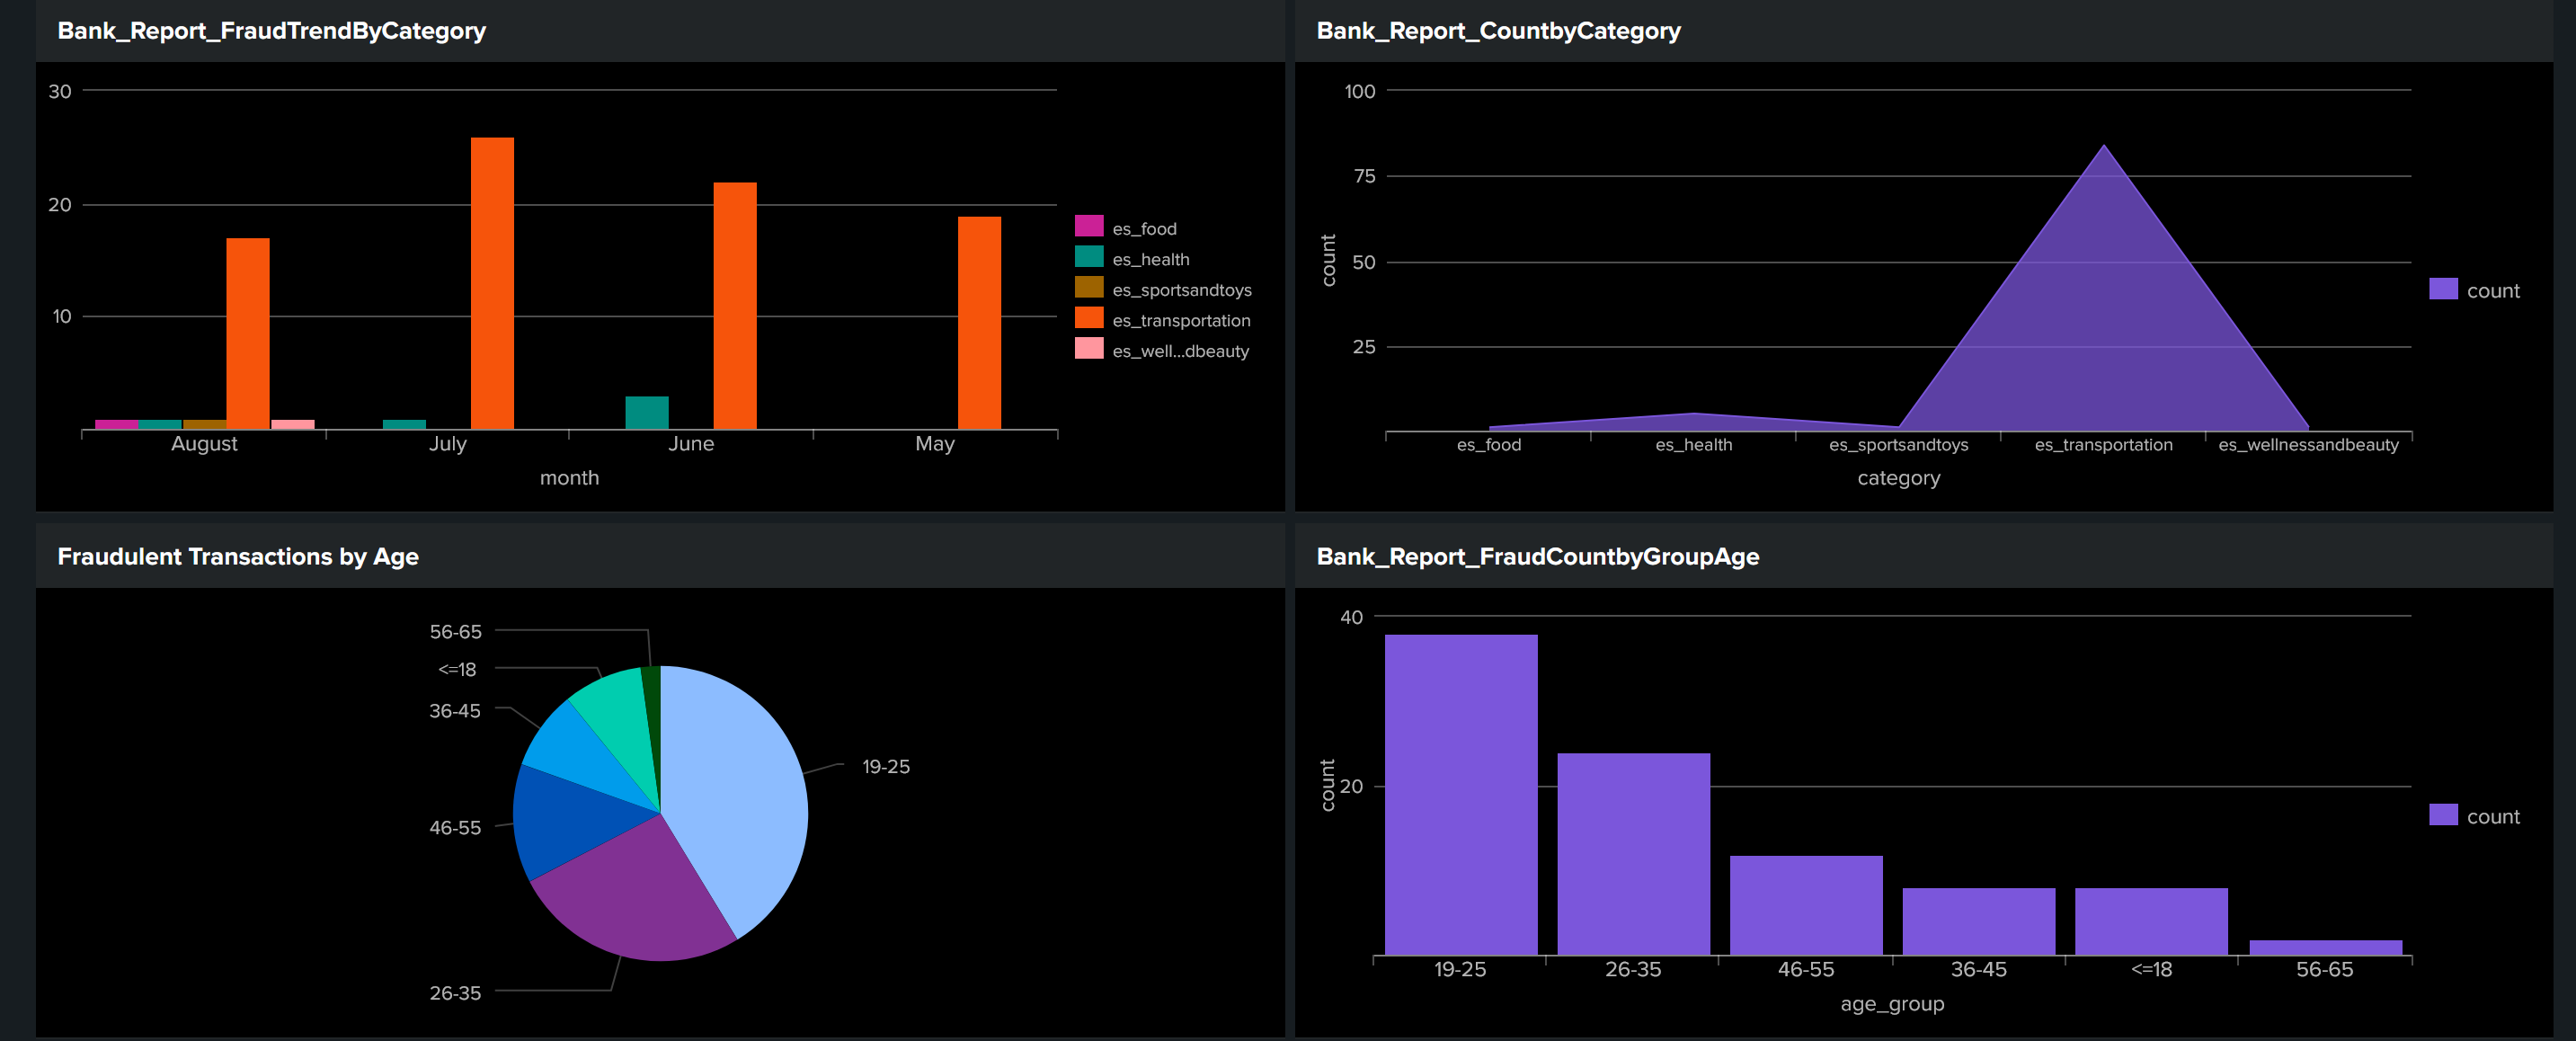 Bank_Report_FraudTrendByCategory
30
20
10
August
July
June
May
month
es_food
es_health
es_sportsandtoys
es_transportation
es_well...dbeauty
Bank_Report_CountbyCategory
100
75
50
25
count
es_food
es_health
es_sportsandtoys
es_transportation
es_wellnessandbeauty
category
count
Fraudulent Transactions by Age
56-65
<=18
36-45
46-55
26-35
19-25
Bank_Report_FraudCountbyGroupAge
40
20
count
19-25
26-35
46-55
36-45
<=18
56-65
age_group
count